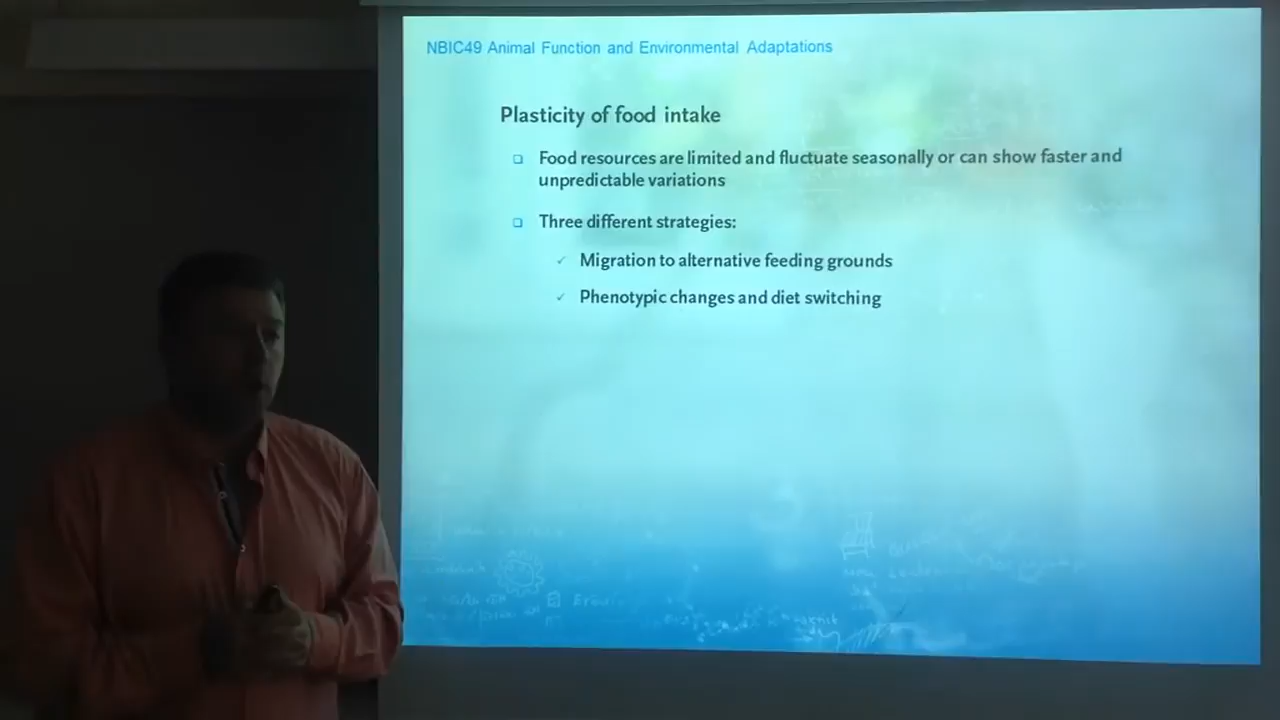 NBIC49 Animal Function and Environmental Adaptations
Plasticity of food intake
Food resources are limited and fluctuate seasonally or can show faster and
unpredictable variations
Three different strategies:
Migration to alternative feeding grounds
Phenotypic changes and diet switching